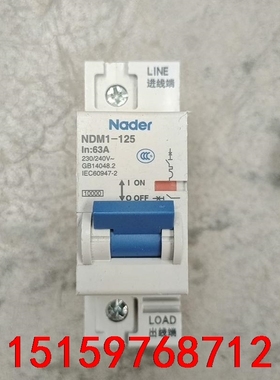 LINE
进线端
Nader
NDM1-125
In:63A
230/240V~
GB14048.2
IEC60947-2
CCC
10000
I ON
O OFF
LOAD
出线端
15159768712